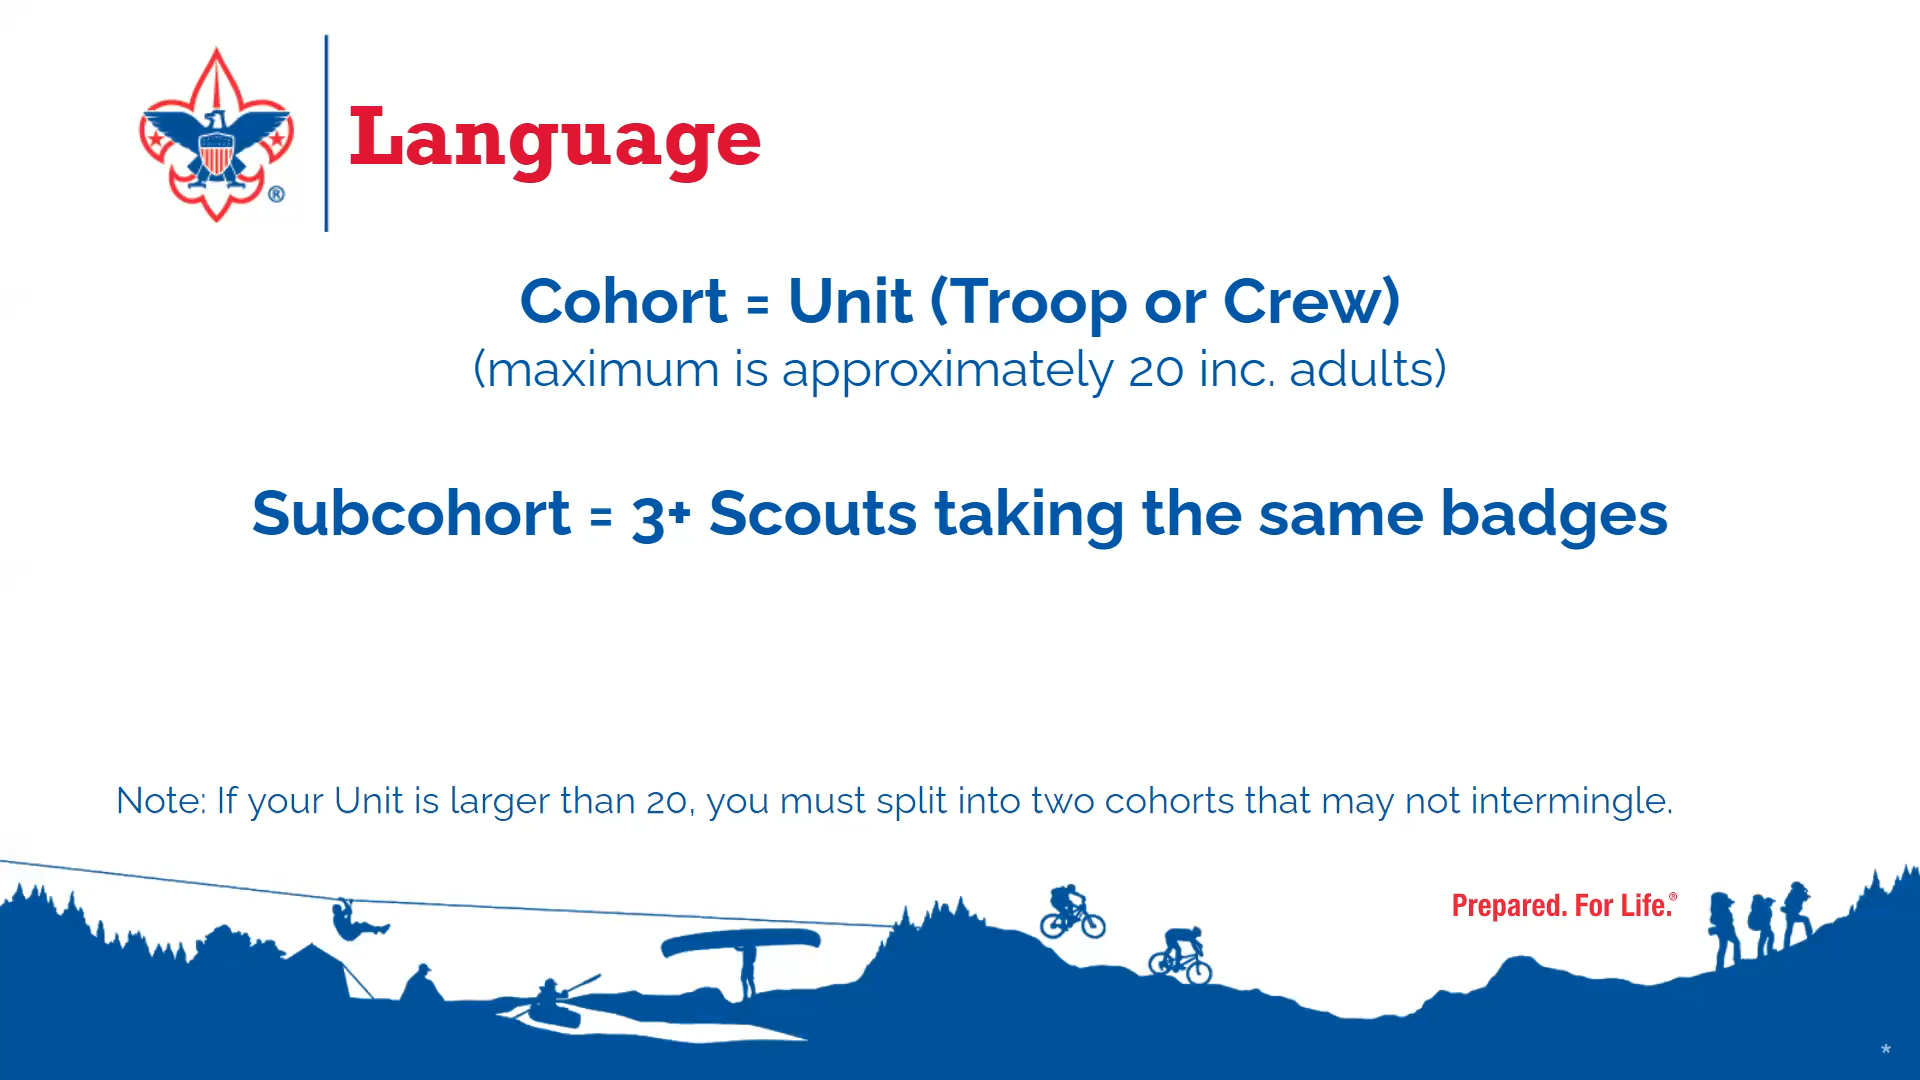 Language
Cohort = Unit (Troop or Crew)
(maximum is approximately 20 inc. adults)
Subcohort = 3+ Scouts taking the same badges
Note: If your Unit is larger than 20, you must split into two cohorts that may not intermingle.
Prepared. For Life.®
*
®